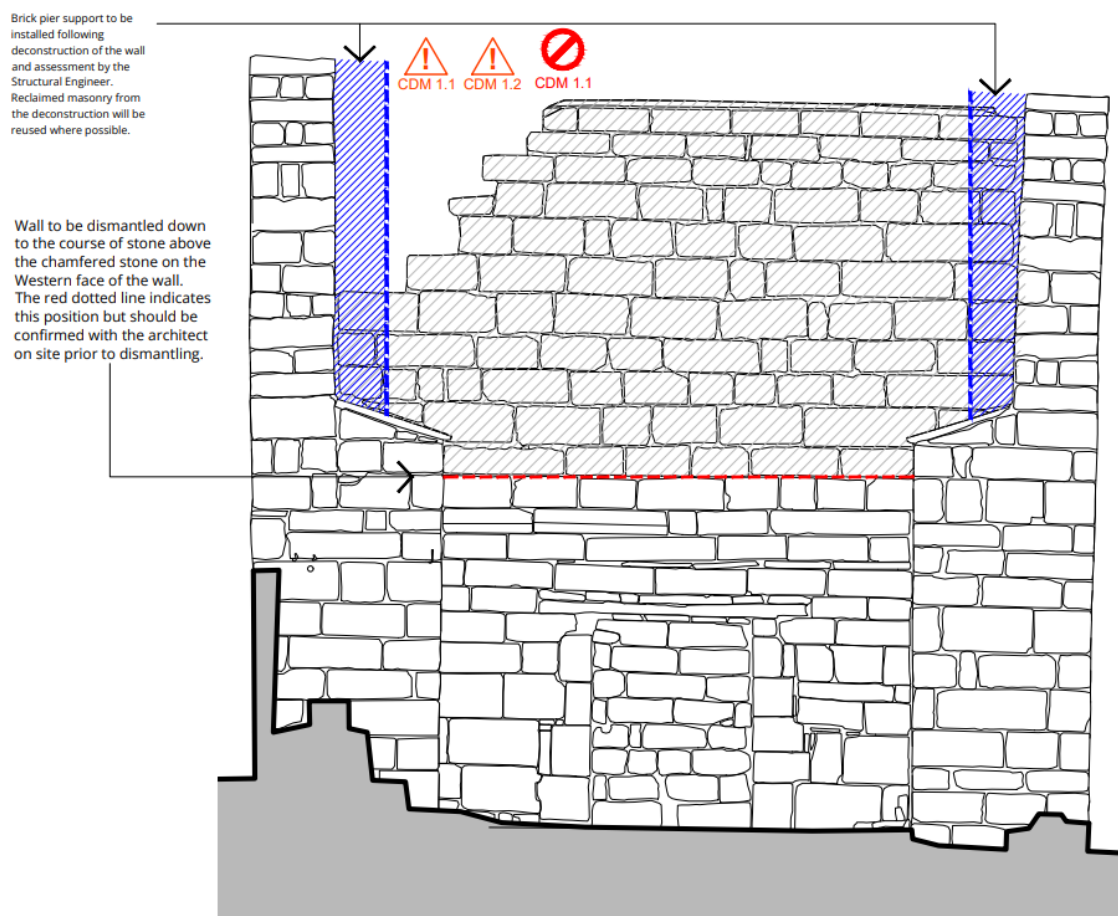 Brick pier support to be
installed following
deconstruction of the wall
and assessment by the
Structural Engineer.
Reclaimed masonry from
the deconstruction will be
reused where possible.
CDM 1.1
CDM 1.2
CDM 1.1
Wall to be dismantled down
to the course of stone above
the chamfered stone on the
Western face of the wall.
The red dotted line indicates
this position but should be
confirmed with the architect
on site prior to dismantling.